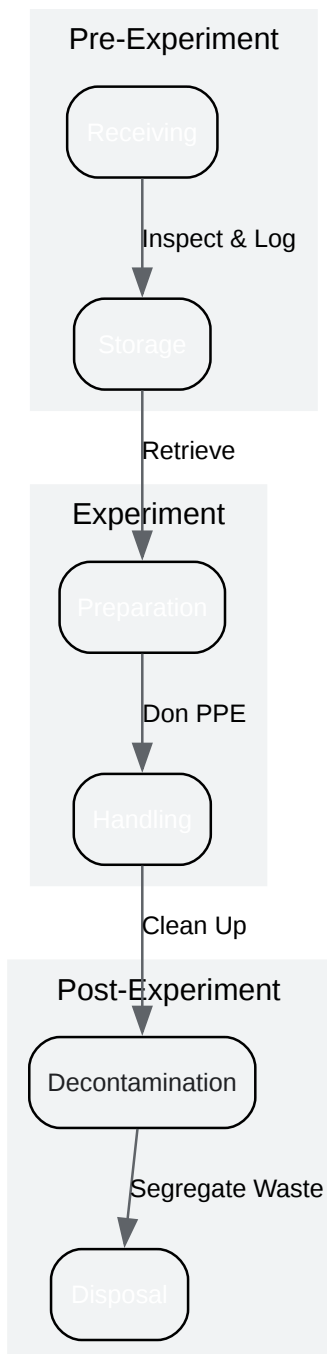 Pre-Experiment
Receiving
Inspect & Log
Storage
Retrieve
Experiment
Preparation
Don PPE
Handling
Clean Up
Post-Experiment
Decontamination
Segregate Waste
Disposal